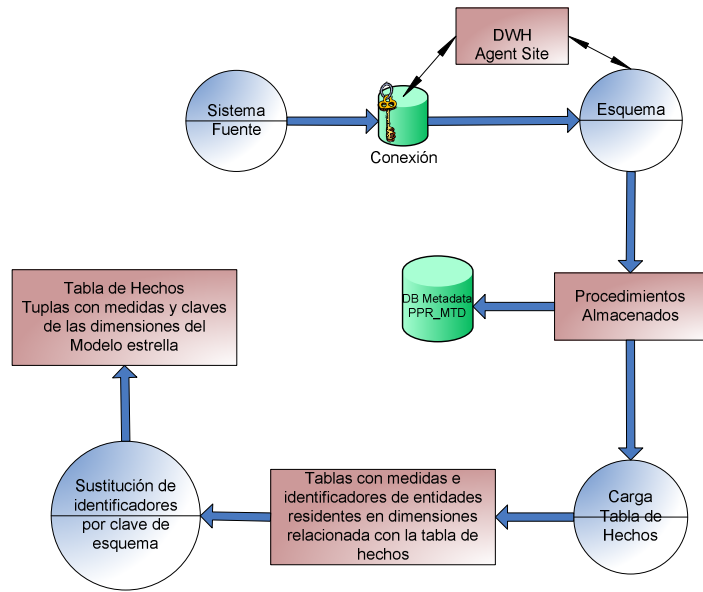 DWH
Agent Site
Sistema
Fuente
Conexión
Esquema
Tabla de Hechos
Tuplas con medidas y claves
de las dimensiones del
Modelo estrella
DB Metadata
PPR_MTD
Procedimientos
Almacenados
Sustitución de
identificadores
por clave de
esquema
Tablas con medidas e
identificadores de entidades
residentes en dimensiones
relacionada con la tabla de
hechos
Carga
Tabla de
Hechos